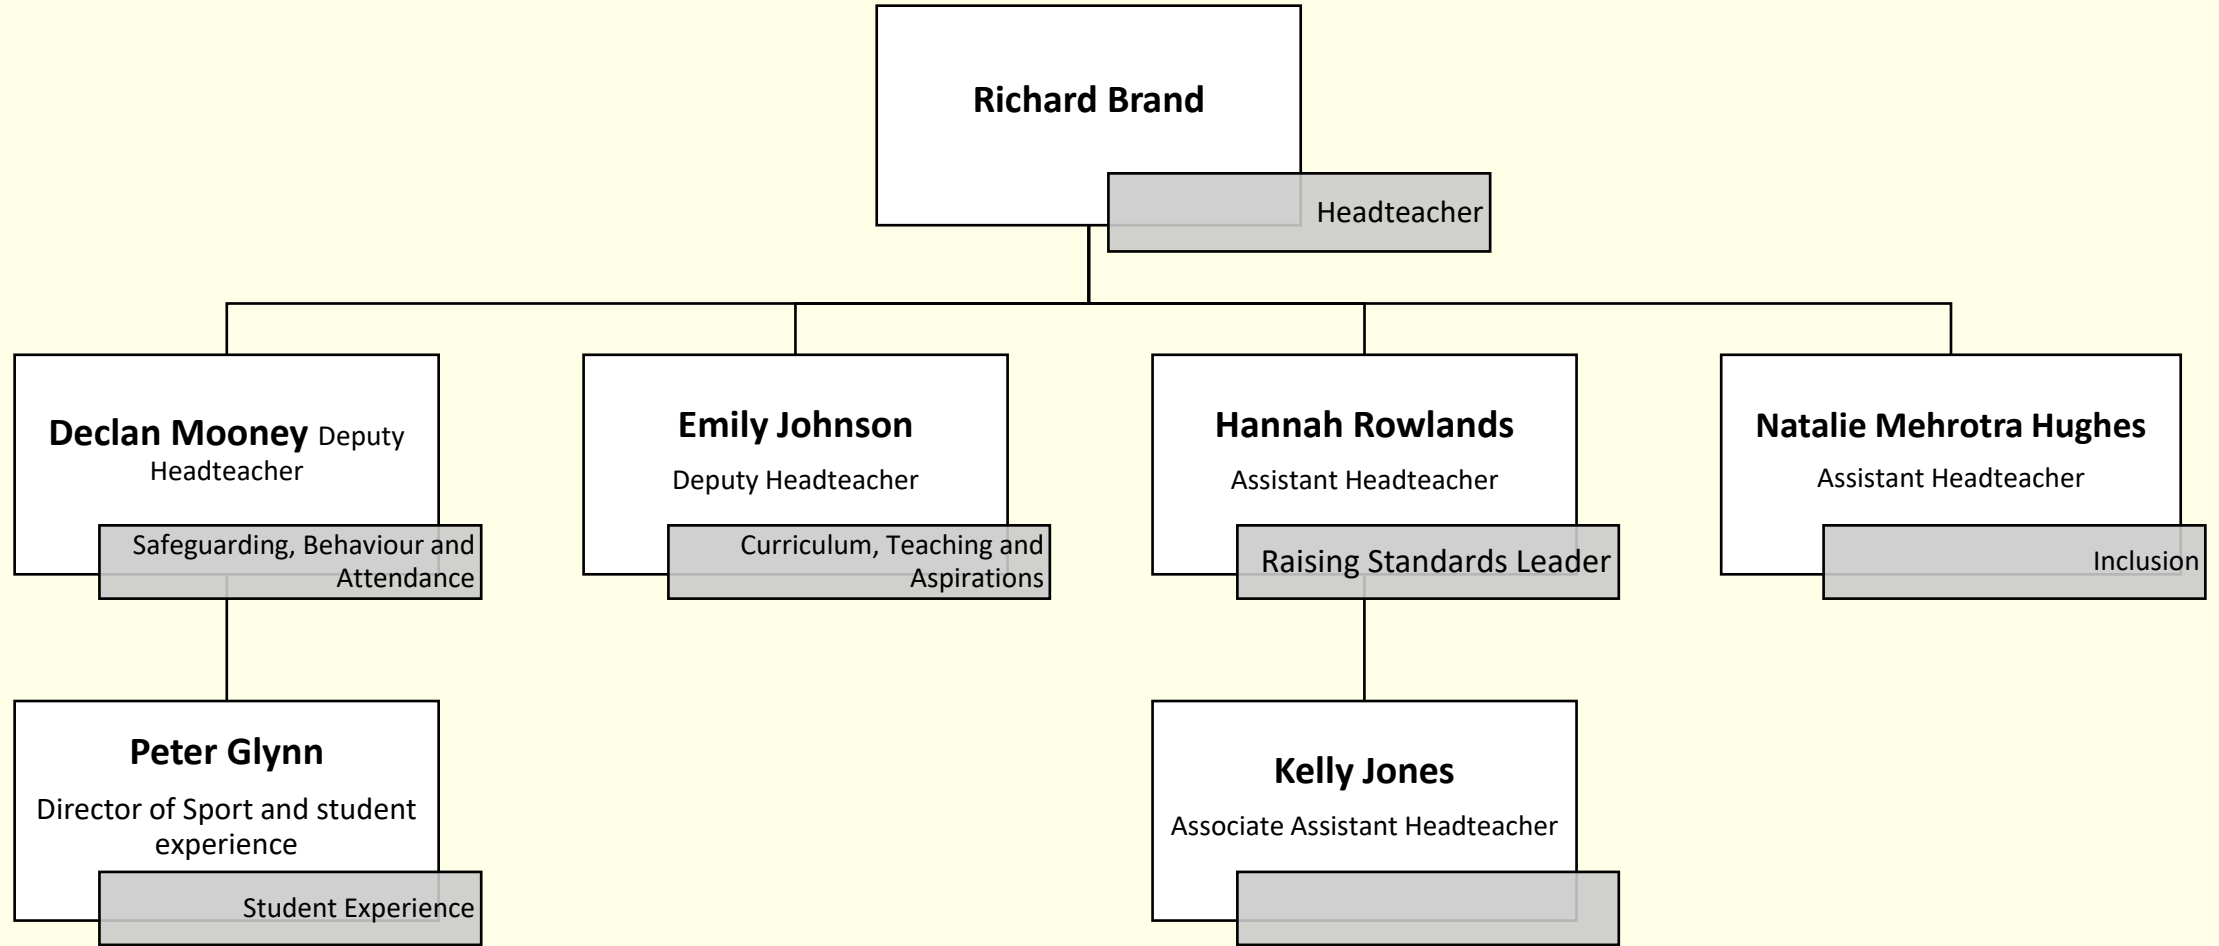 Richard Brand
Headteacher
Declan Mooney Deputy
Headteacher
Safeguarding, Behaviour and
Attendance
Emily Johnson
Deputy Headteacher
Curriculum, Teaching and
Aspirations
Hannah Rowlands
Assistant Headteacher
Raising Standards Leader
Natalie Mehrotra Hughes
Assistant Headteacher
Inclusion
Peter Glynn
Director of Sport and student
experience
Student Experience
Kelly Jones
Associate Assistant Headteacher